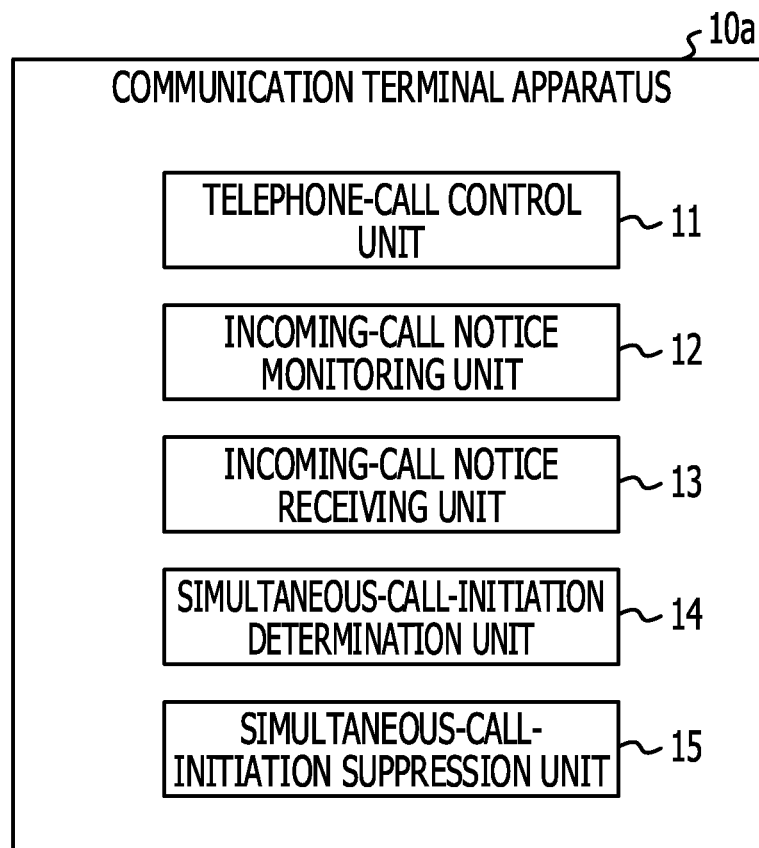 10a
COMMUNICATION TERMINAL APPARATUS
TELEPHONE-CALL CONTROL
UNIT
11
INCOMING-CALL NOTICE
MONITORING UNIT
12
INCOMING-CALL NOTICE
RECEIVING UNIT
13
SIMULTANEOUS-CALL-INITIATION
DETERMINATION UNIT
14
SIMULTANEOUS-CALL-
INITIATION SUPPRESSION UNIT
15